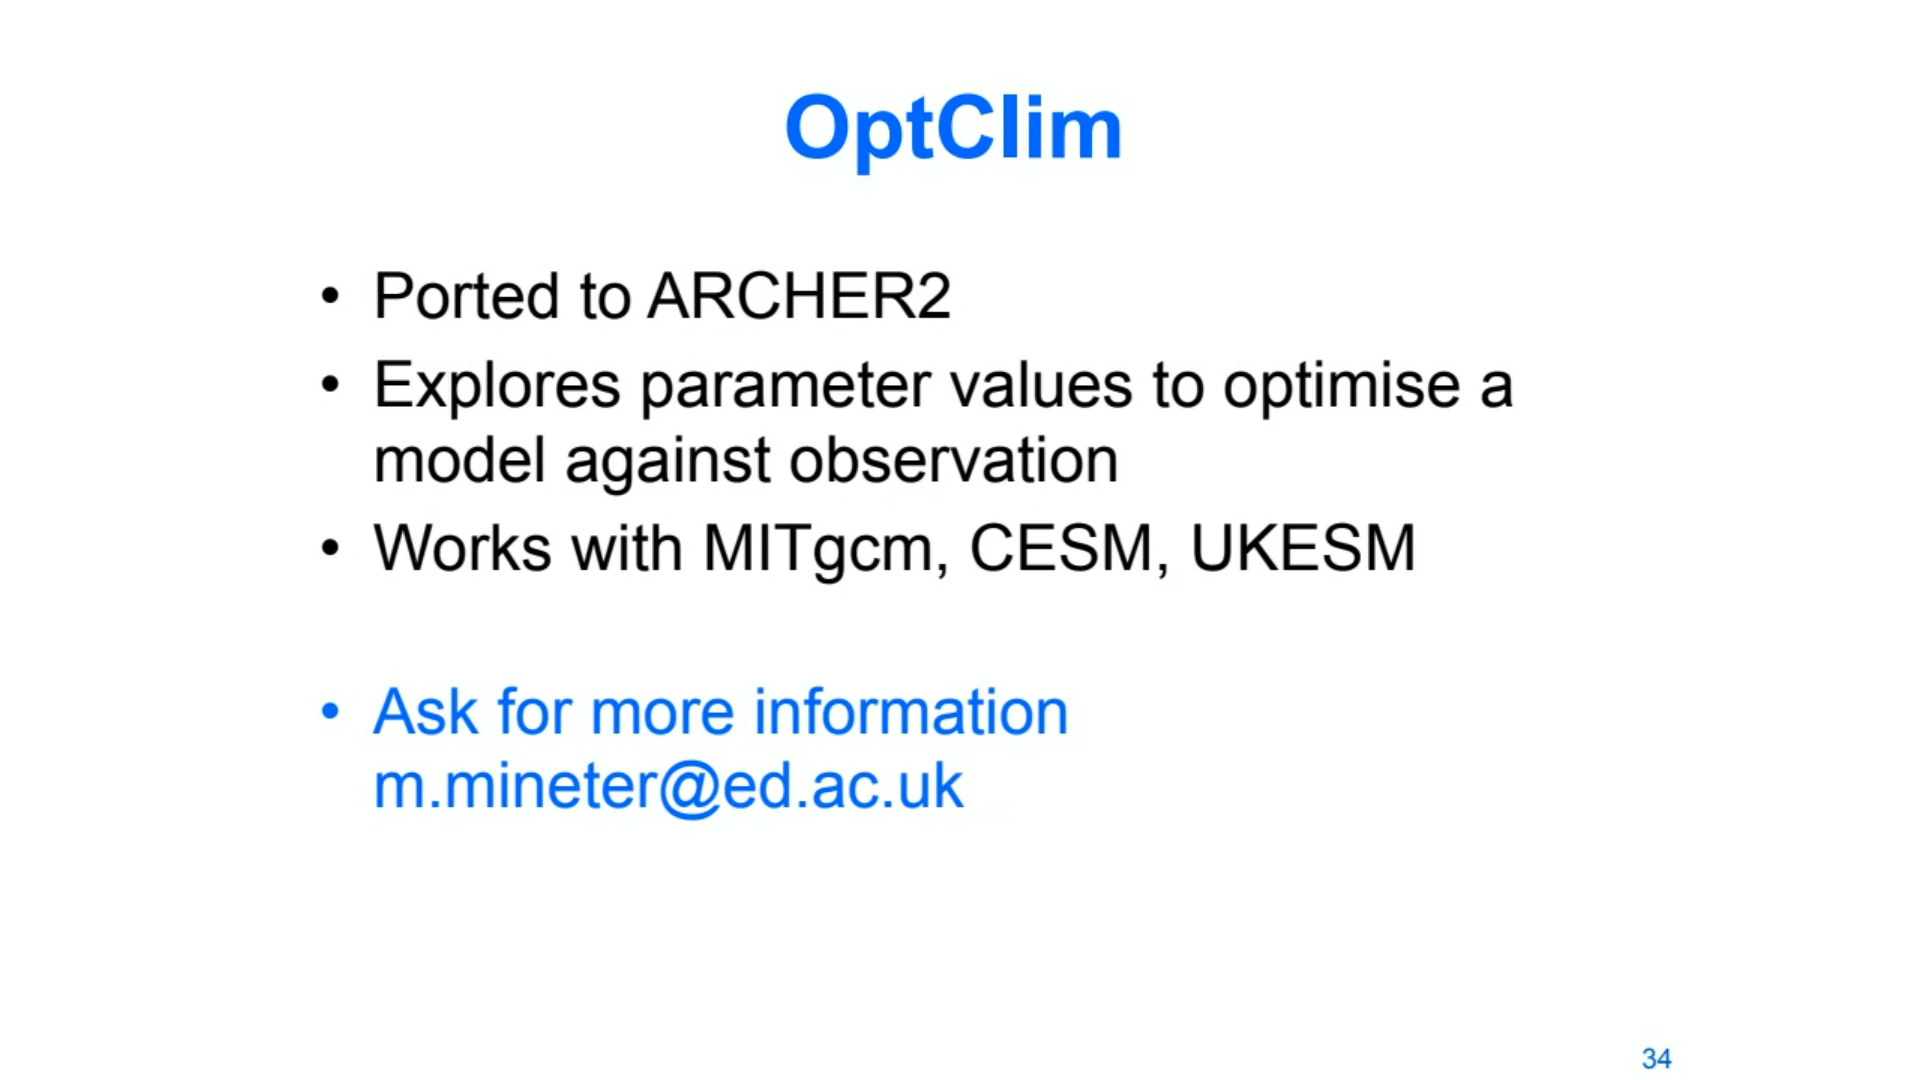 OptClim
• Ported to ARCHER2
• Explores parameter values to optimise a
model against observation
• Works with MITgcm, CESM, UKESM
• Ask for more information
m.mineter@ed.ac.uk
34